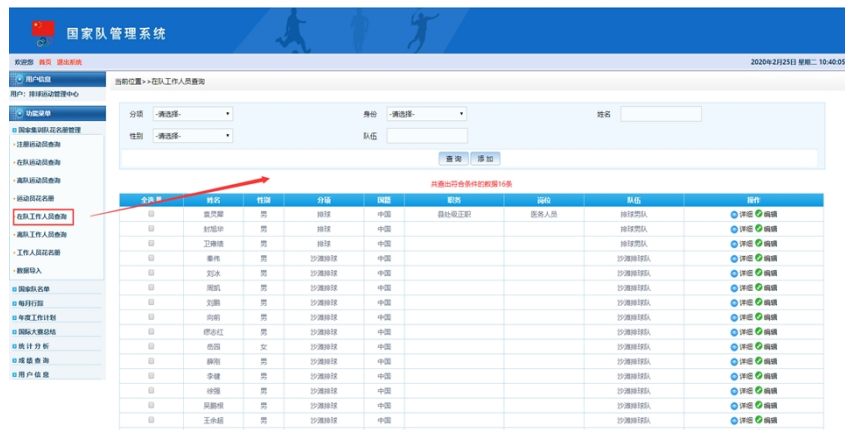 国家队管理系统
欢迎您 首页 退出系统 2020年2月25日 星期二 10:40:05
用户信息
用户：排球运动管理中心
功能菜单
国家集训队花名册管理
注册运动员查询
在队运动员查询
离队运动员查询
运动员花名册
在队工作人员查询
离队工作人员查询
工作人员花名册
数据导入
国家队名单
每月行踪
年度工作计划
国际大赛总结
统计分析
成绩查询
用户信息
当前位置>>在队工作人员查询
分项 -请选择- 身份 -请选择- 姓名
性别 -请选择- 队伍
查询 添加
共查出符合条件的数据16条
全选 姓名 性别 分项 国籍 职务 岗位 队伍 操作
男 排球 中国 县处级正职 医务人员 排球男队 详细 编辑
封旭华 男 排球 中国 排球男队 详细 编辑
卫雍绩 男 排球 中国 排球男队 详细 编辑
秦伟 男 沙滩排球 中国 沙滩排球队 详细 编辑
刘冰 男 沙滩排球 中国 沙滩排球队 详细 编辑
周凯 男 沙滩排球 中国 沙滩排球队 详细 编辑
刘鹏 男 沙滩排球 中国 沙滩排球队 详细 编辑
向前 男 沙滩排球 中国 沙滩排球队 详细 编辑
缪志红 男 沙滩排球 中国 沙滩排球队 详细 编辑
岳园 女 沙滩排球 中国 沙滩排球队 详细 编辑
薛刚 男 沙滩排球 中国 沙滩排球队 详细 编辑
李健 男 沙滩排球 中国 沙滩排球队 详细 编辑
徐强 男 沙滩排球 中国 沙滩排球队 详细 编辑
吴鹏根 男 沙滩排球 中国 沙滩排球队 详细 编辑
王余超 男 沙滩排球 中国 沙滩排球队 详细 编辑